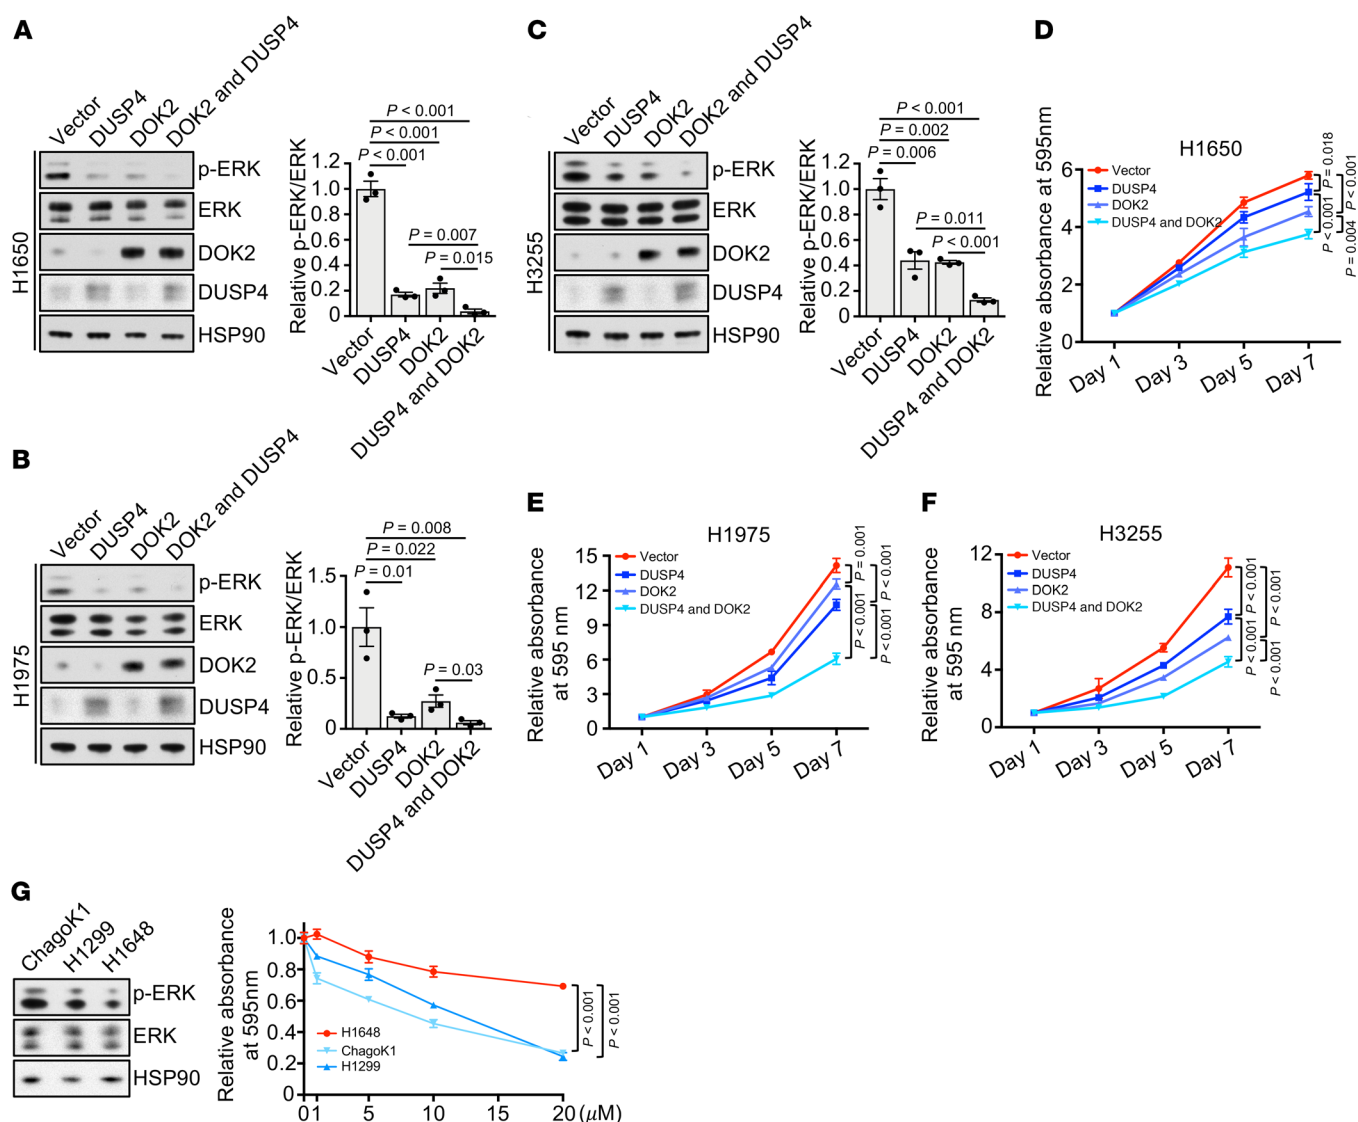 A
Vector
DUSP4
DOK2
DOK2 and DUSP4
H1650
p-ERK
ERK
DOK2
DUSP4
HSP90
Relative p-ERK/ERK
P < 0.001
P < 0.001
P < 0.001
P = 0.007
P = 0.015
1.2
1.0
0.8
0.6
0.4
0.2
0
Vector
DUSP4
DOK2
DUSP4 and DOK2
C
Vector
DUSP4
DOK2
DOK2 and DUSP4
H3255
p-ERK
ERK
DOK2
DUSP4
HSP90
Relative p-ERK/ERK
P < 0.001
P = 0.002
P = 0.006
P = 0.011
P < 0.001
1.2
1.0
0.8
0.6
0.4
0.2
0
Vector
DUSP4
DOK2
DUSP4 and DOK2
D
H1650
Relative absorbance at 595nm
6
4
2
0
Vector
DUSP4
DOK2
DUSP4 and DOK2
P = 0.018
P < 0.001
P < 0.001
P = 0.004
Day 1
Day 3
Day 5
Day 7
B
Vector
DUSP4
DOK2
DOK2 and DUSP4
H1975
p-ERK
ERK
DOK2
DUSP4
HSP90
Relative p-ERK/ERK
P = 0.008
P = 0.022
P = 0.01
P = 0.03
1.5
1.0
0.5
0
Vector
DUSP4
DOK2
DUSP4 and DOK2
E
H1975
Relative absorbance
at 595 nm
15
12
9
6
3
0
Vector
DUSP4
DOK2
DUSP4 and DOK2
P = 0.001
P < 0.001
P < 0.001
P < 0.001
Day 1
Day 3
Day 5
Day 7
F
H3255
Relative absorbance
at 595 nm
12
8
4
0
Vector
DUSP4
DOK2
DUSP4 and DOK2
P < 0.001
P < 0.001
P < 0.001
P < 0.001
Day 1
Day 3
Day 5
Day 7
G
ChagoK1
H1299
H1648
p-ERK
ERK
HSP90
Relative absorbance
at 595nm
1.0
0.8
0.6
0.4
0.2
0
H1648
ChagoK1
H1299
P < 0.001
P < 0.001
0 1 5 10 15 20 (μM)